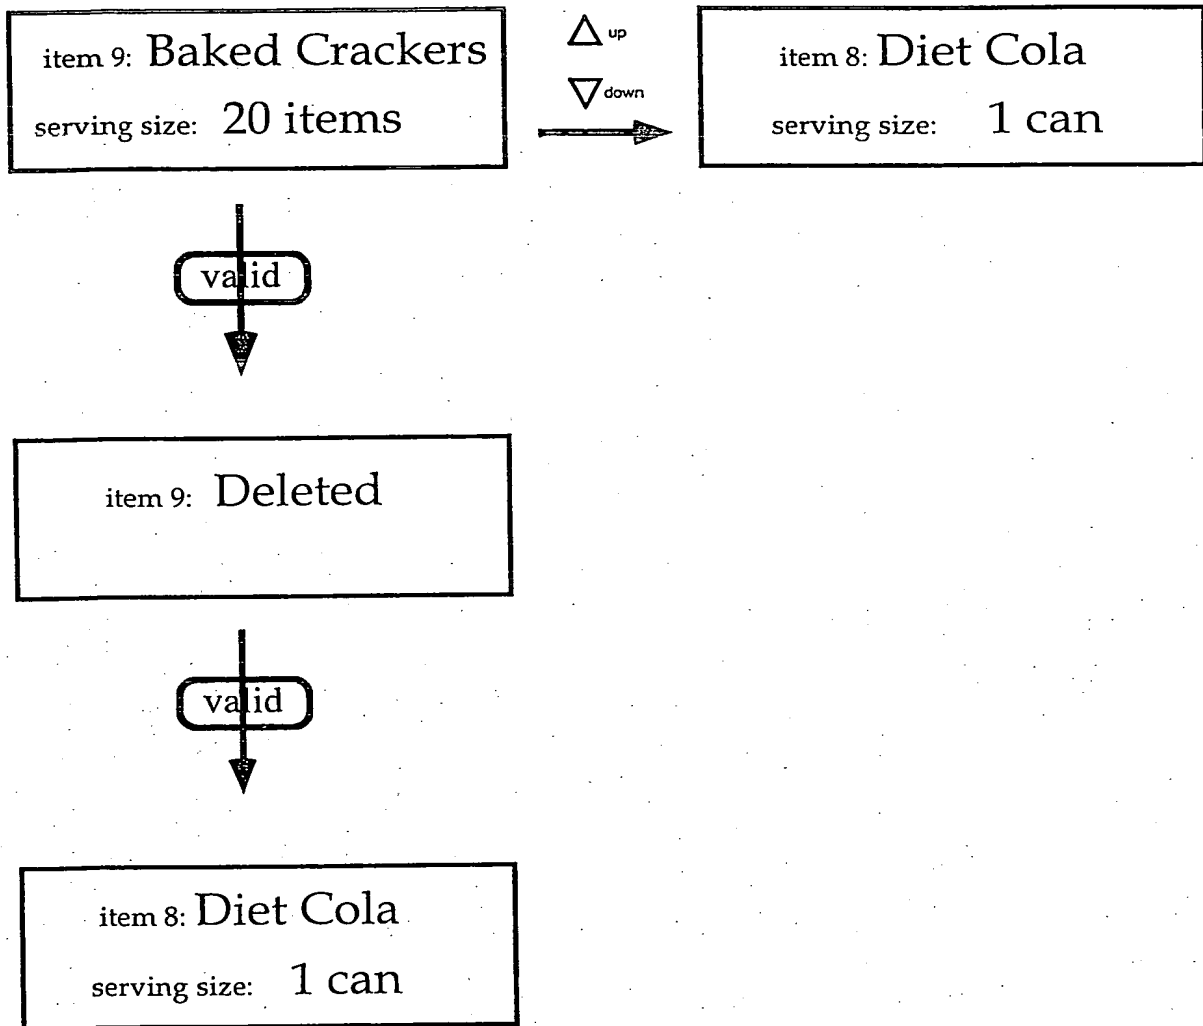 item 9: Baked Crackers
serving size: 20 items
up
down
item 8: Diet Cola
serving size: 1 can
valid
item 9: Deleted
valid
item 8: Diet Cola
serving size: 1 can